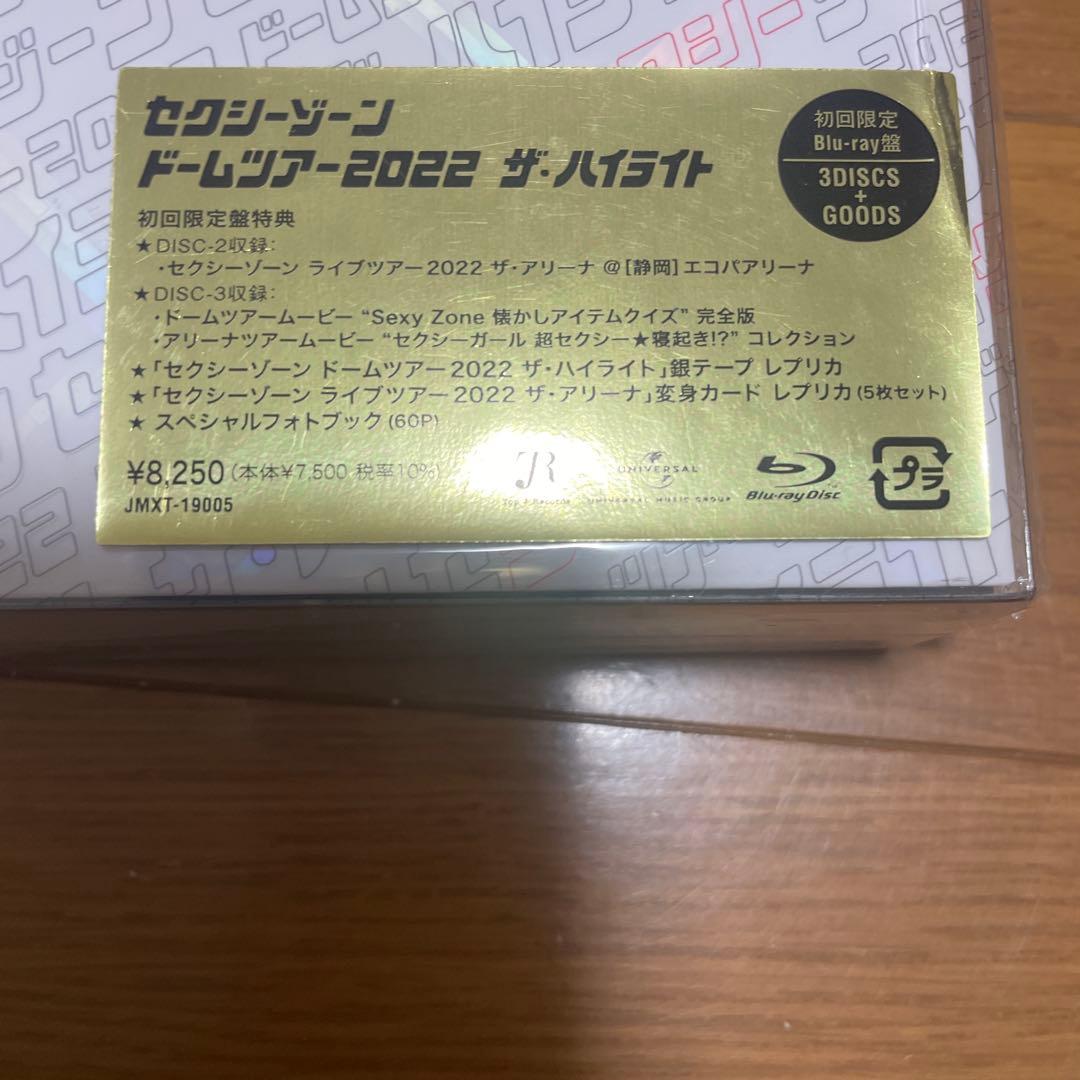 セクシーゾーン
ドームツアー2022 ザ・ハイライト
初回限定
Blu-ray盤
3DISCS
+
GOODS
初回限定盤特典
★DISC-2収録:
・セクシーゾーン ライブツアー2022 ザ・アリーナ @[静岡]エコパアリーナ
★DISC-3収録:
・ドームツアームービー “Sexy Zone 懐かしアイテムクイズ” 完全版
・アリーナツアームービー “セクシーガール 超セクシー★寝起き!?” コレクション
★「セクシーゾーン ドームツアー2022 ザ・ハイライト」銀テープ レプリカ
★「セクシーゾーン ライブツアー2022 ザ・アリーナ」変身カード レプリカ(5枚セット)
★ スペシャルフォトブック(60P)
¥8,250(本体¥7,500 税率10%)
JMXT-19005
Top J Records
UNIVERSAL
UNIVERSAL MUSIC GROUP
Blu-ray Disc
プラ